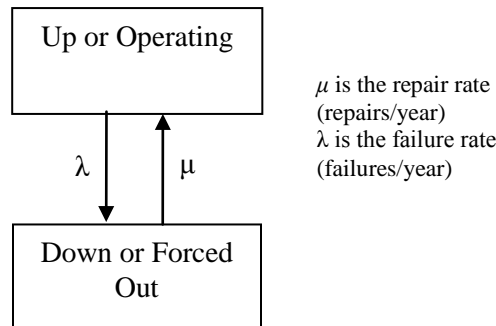 Up or Operating
μ is the repair rate
(repairs/year)
λ is the failure rate
(failures/year)
λ
μ
Down or Forced
Out